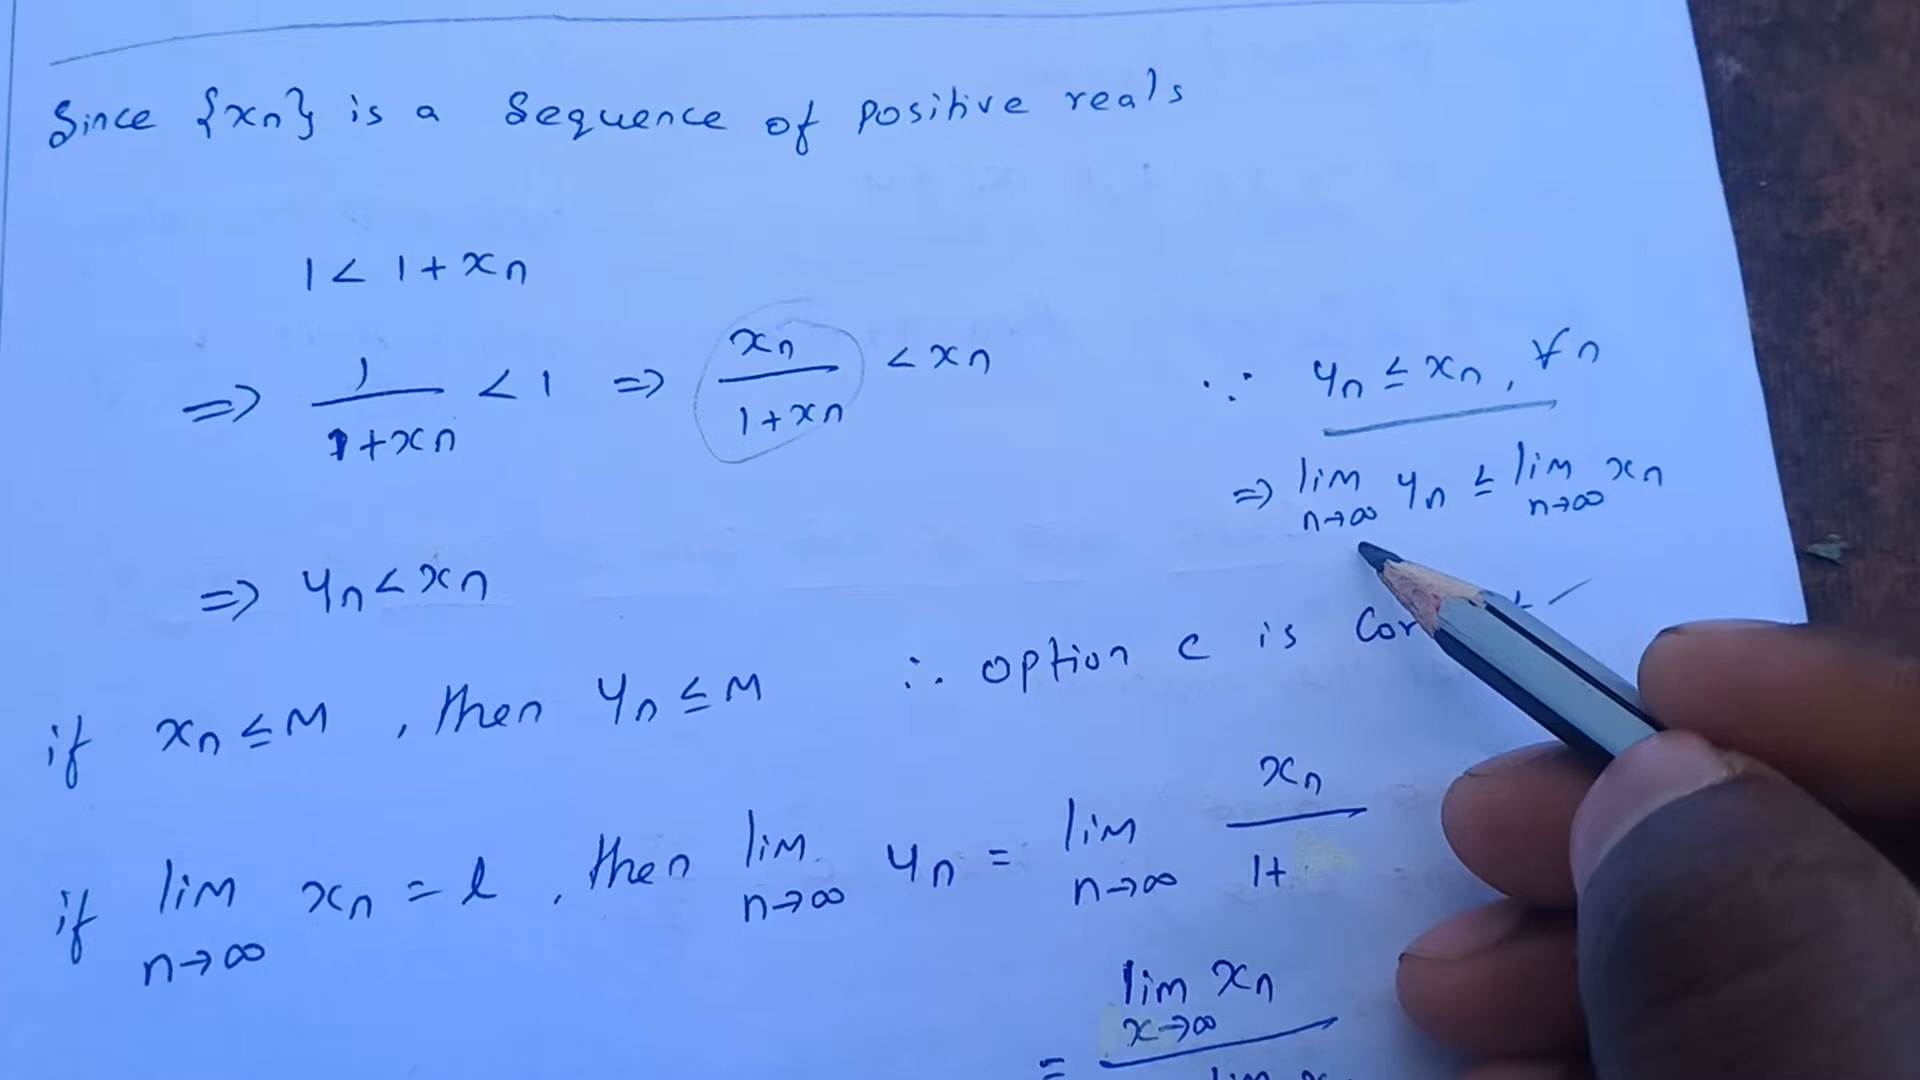 Since {xn} is a Sequence of positive reals
1 < 1 + xn
=> 1/(1+xn) < 1 => xn/(1+xn) < xn
∵ yn ≤ xn, ∀n
=> lim n→∞ yn ≤ lim n→∞ xn
=> yn < xn
if xn ≤ M, then yn ≤ M ∴ option c is
if lim n→∞ xn = l, then lim n→∞ yn = lim n→∞ xn/1+
= lim x→∞ xn